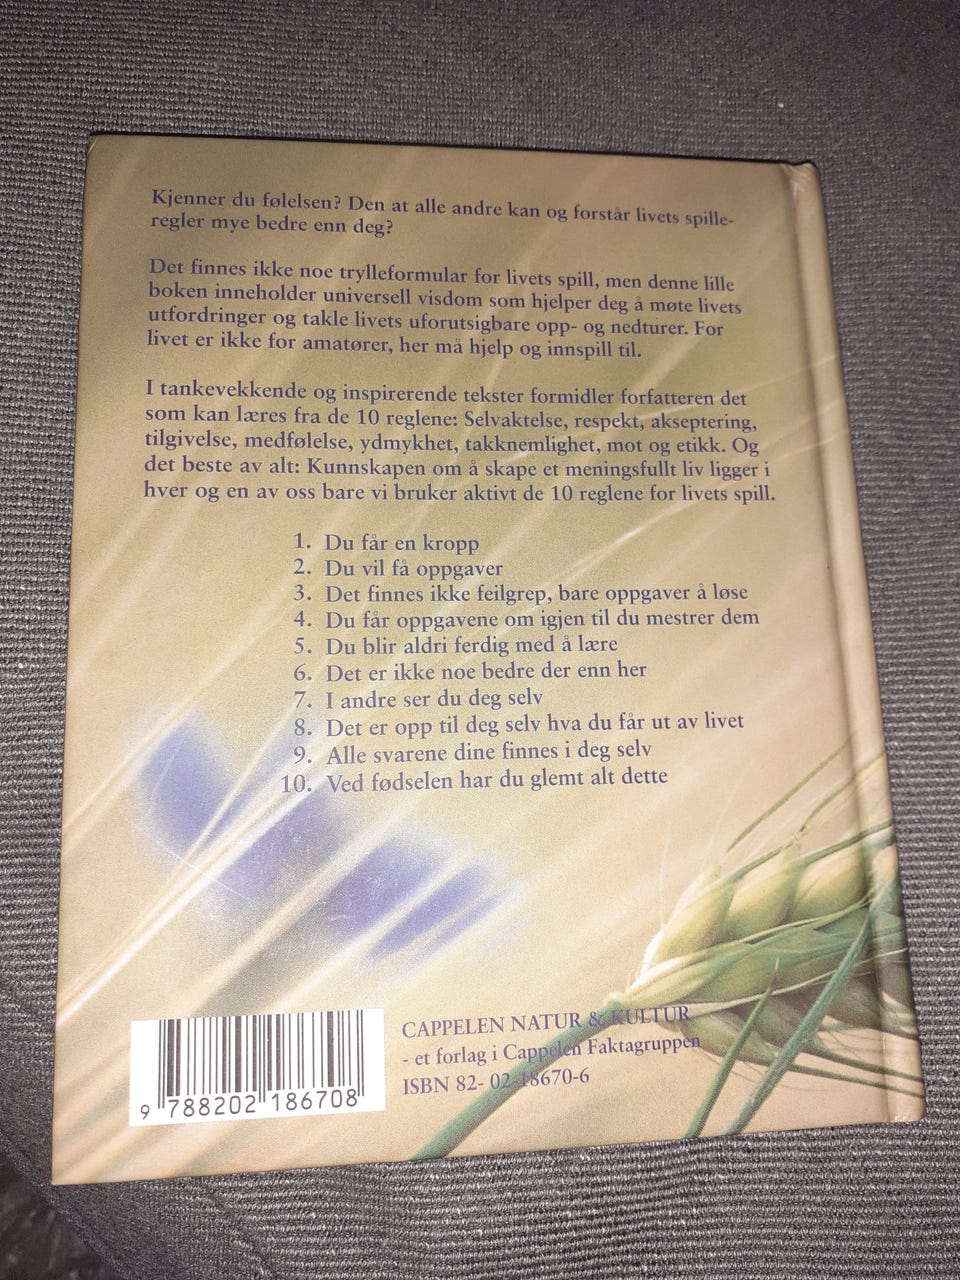 Kjenner du følelsen? Den at alle andre kan og forstår livets spille-
regler mye bedre enn deg?
Det finnes ikke noe trylleformular for livets spill, men denne lille
boken inneholder universell visdom som hjelper deg å møte livets
utfordringer og takle livets uforutsigbare opp- og nedturer. For
livet er ikke for amatører, her må hjelp og innspill til.
I tankevekkende og inspirerende tekster formidler forfatteren det
som kan læres fra de 10 reglene: Selvaktelse, respekt, akseptering,
tilgivelse, medfølelse, ydmykhet, takknemlighet, mot og etikk. Og
det beste av alt: Kunnskapen om å skape et meningsfullt liv ligger i
hver og en av oss bare vi bruker aktivt de 10 reglene for livets spill.
1. Du får en kropp
2. Du vil få oppgaver
3. Det finnes ikke feilgrep, bare oppgaver å løse
4. Du får oppgavene om igjen til du mestrer dem
5. Du blir aldri ferdig med å lære
6. Det er ikke noe bedre der enn her
7. I andre ser du deg selv
8. Det er opp til deg selv hva du får ut av livet
9. Alle svarene dine finnes i deg selv
10. Ved fødselen har du glemt alt dette
CAPPELEN NATUR & KULTUR
- et forlag i Cappelen Faktagruppen
ISBN 82- 02-18670-6
9 788202 186708